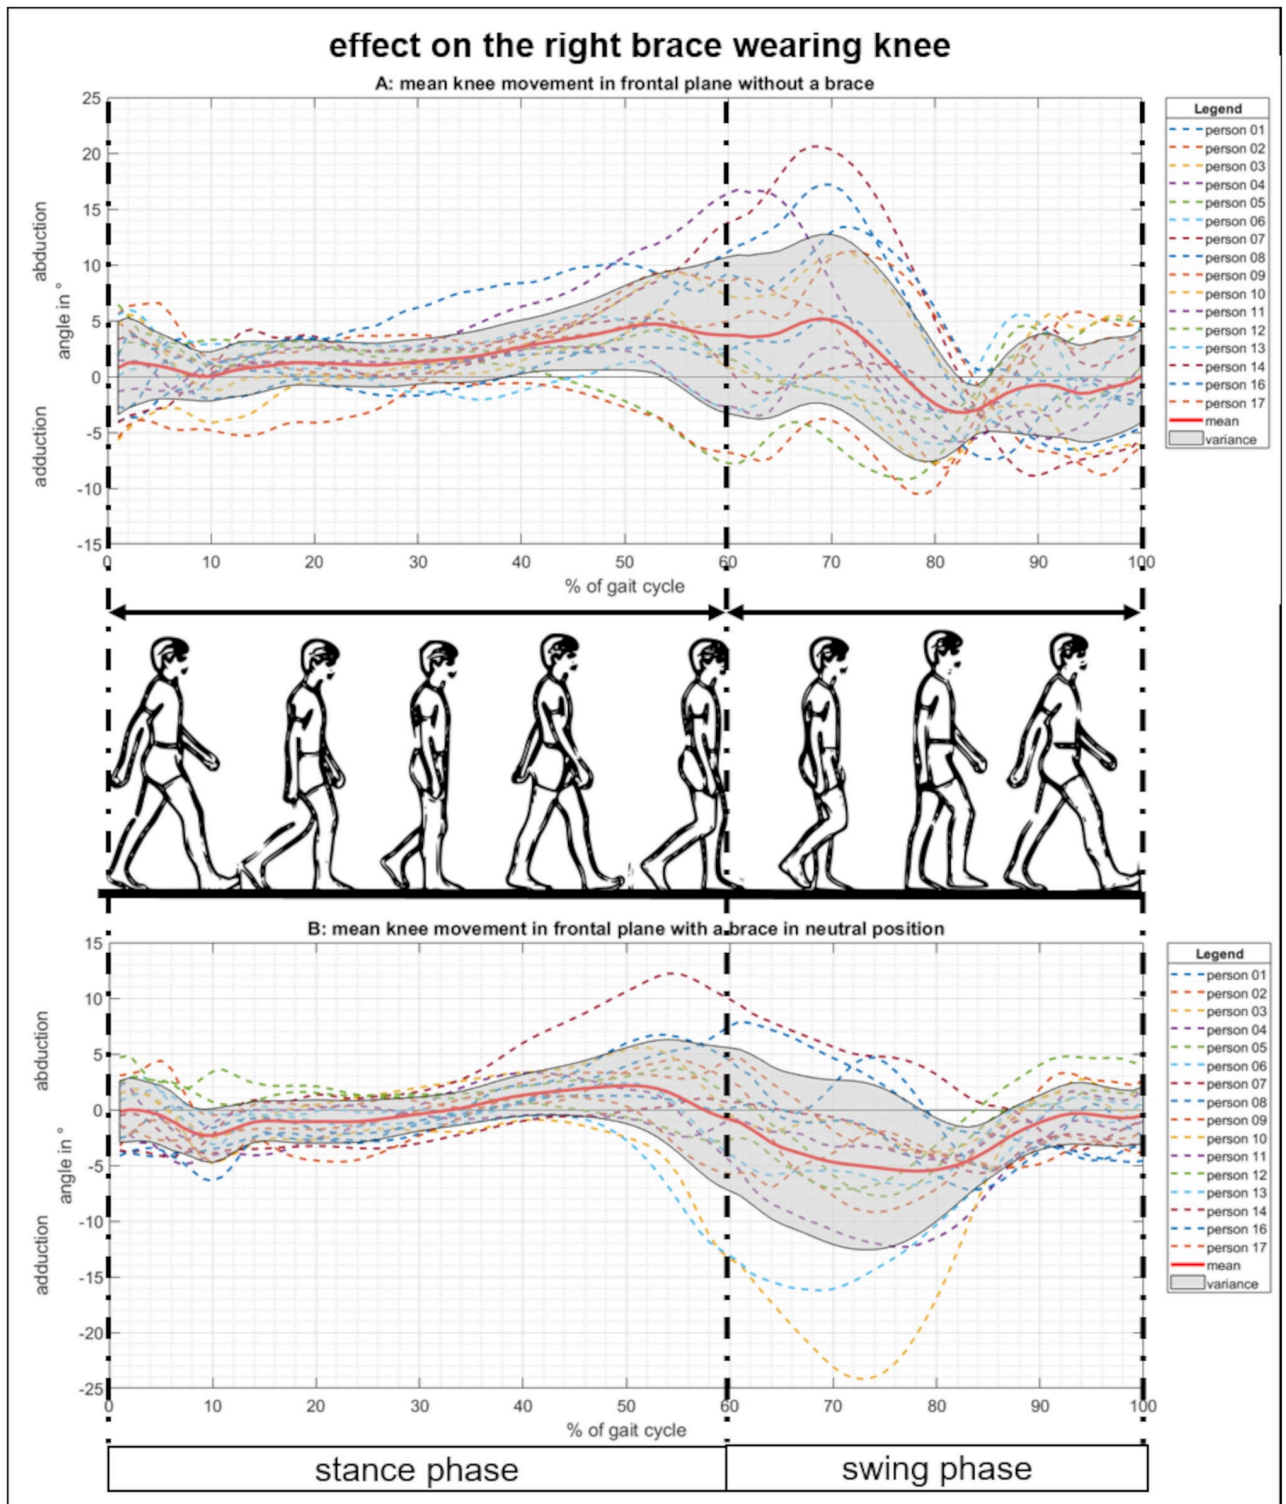 effect on the right brace wearing knee
A: mean knee movement in frontal plane without a brace
25
20
15
10
5
0
-5
-10
-15
abduction
angle in °
adduction
0 10 20 30 40 50 60 70 80 90 100
% of gait cycle
Legend
person 01
person 02
person 03
person 04
person 05
person 06
person 07
person 08
person 09
person 10
person 11
person 12
person 13
person 14
person 16
person 17
mean
variance
B: mean knee movement in frontal plane with a brace in neutral position
15
10
5
0
-5
-10
-15
-20
-25
abduction
angle in °
adduction
0 10 20 30 40 50 60 70 80 90 100
% of gait cycle
Legend
person 01
person 02
person 03
person 04
person 05
person 06
person 07
person 08
person 09
person 10
person 11
person 12
person 13
person 14
person 16
person 17
mean
variance
stance phase
swing phase